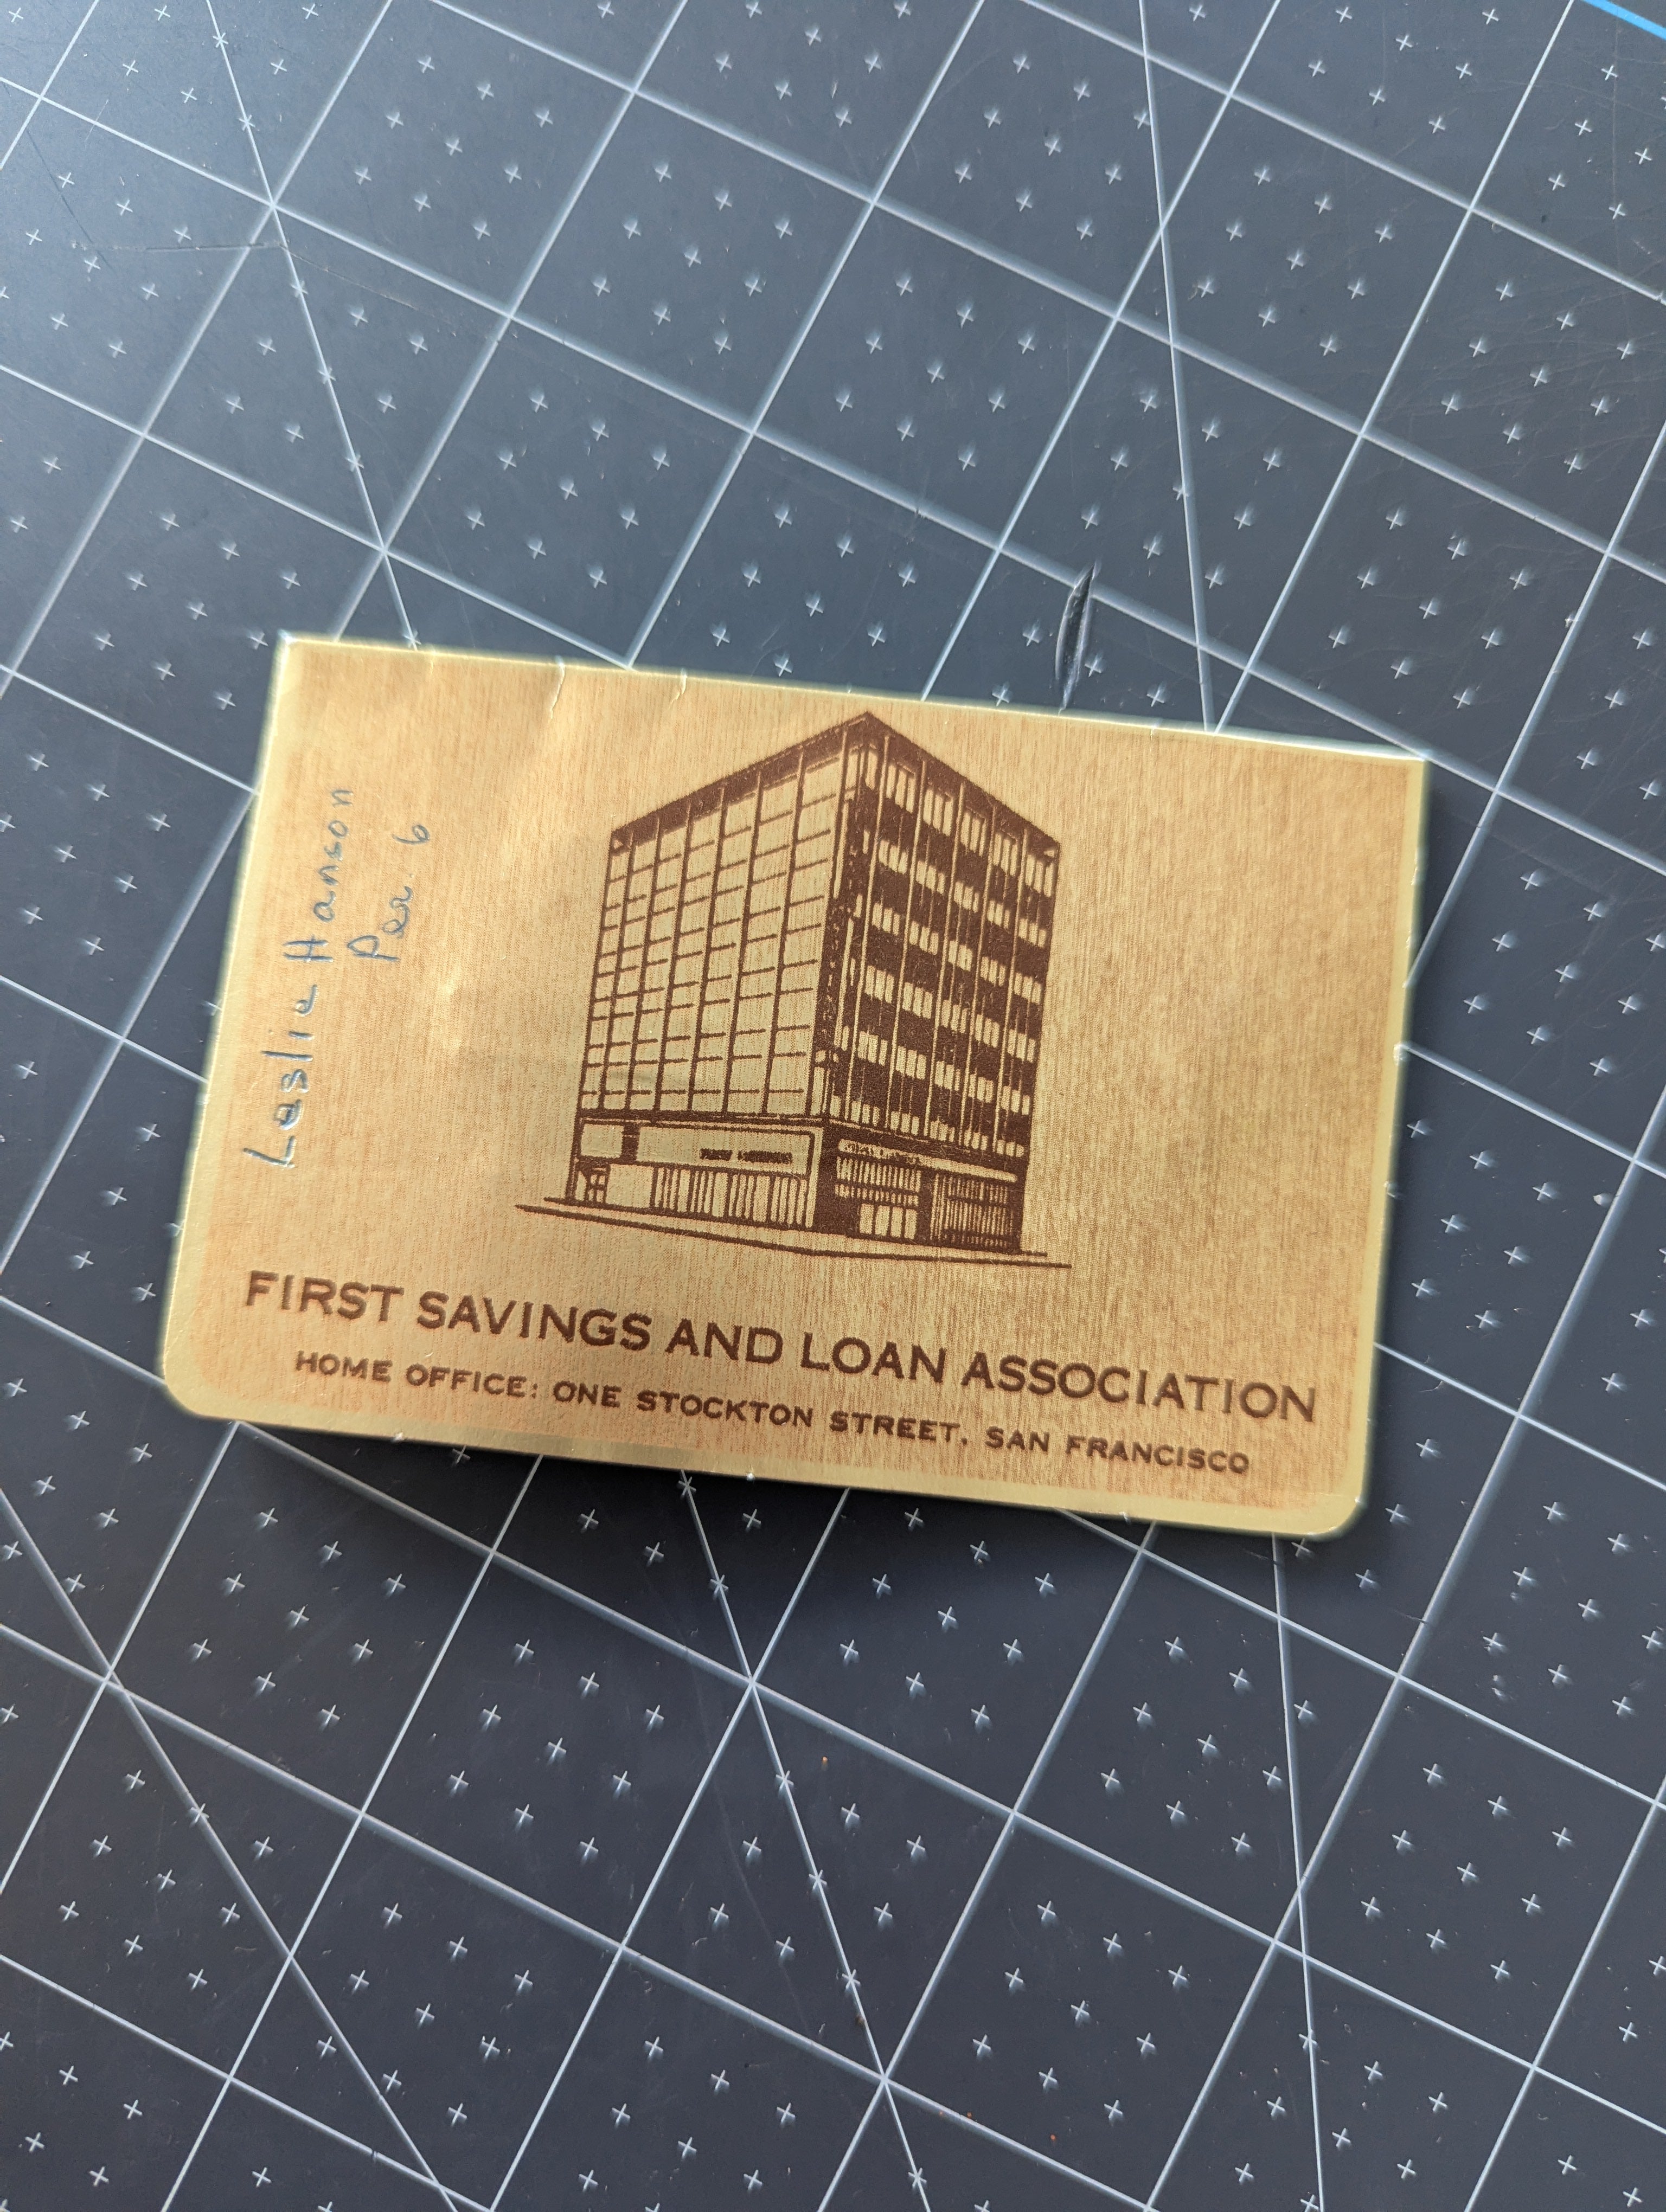 Leslie Hanson
Per 6
FIRST SAVINGS AND LOAN ASSOCIATION
HOME OFFICE: ONE STOCKTON STREET, SAN FRANCISCO